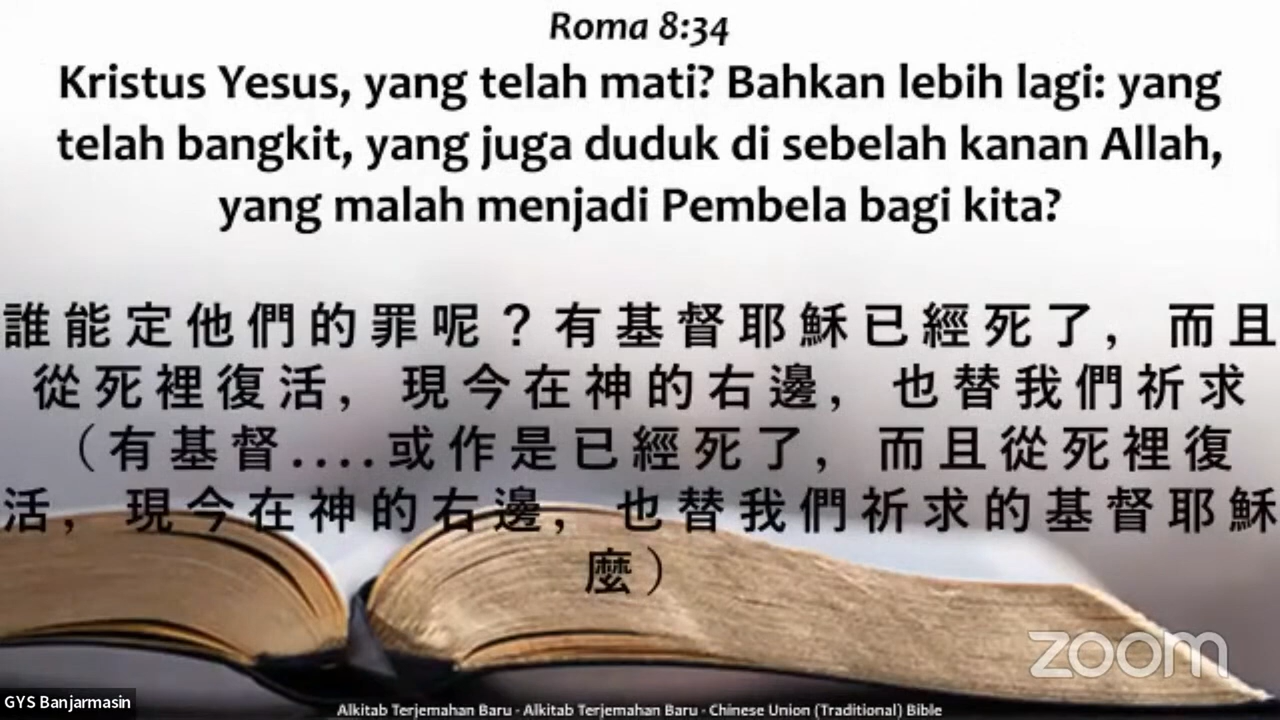 Roma 8:34
Kristus Yesus, yang telah mati? Bahkan lebih lagi: yang
telah bangkit, yang juga duduk di sebelah kanan Allah,
yang malah menjadi Pembela bagi kita?
誰能定他們的罪呢？有基督耶穌已經死了，而且
從死裡復活，現今在神的右邊，也替我們祈求
（有基督....或作是已經死了，而且從死裡復
活，現今在神的右邊，也替我們祈求的基督耶穌
麼）
zoom
GYS Banjarmasin
Alkitab Terjemahan Baru - Alkitab Terjemahan Baru - Chinese Union (Traditional) Bible